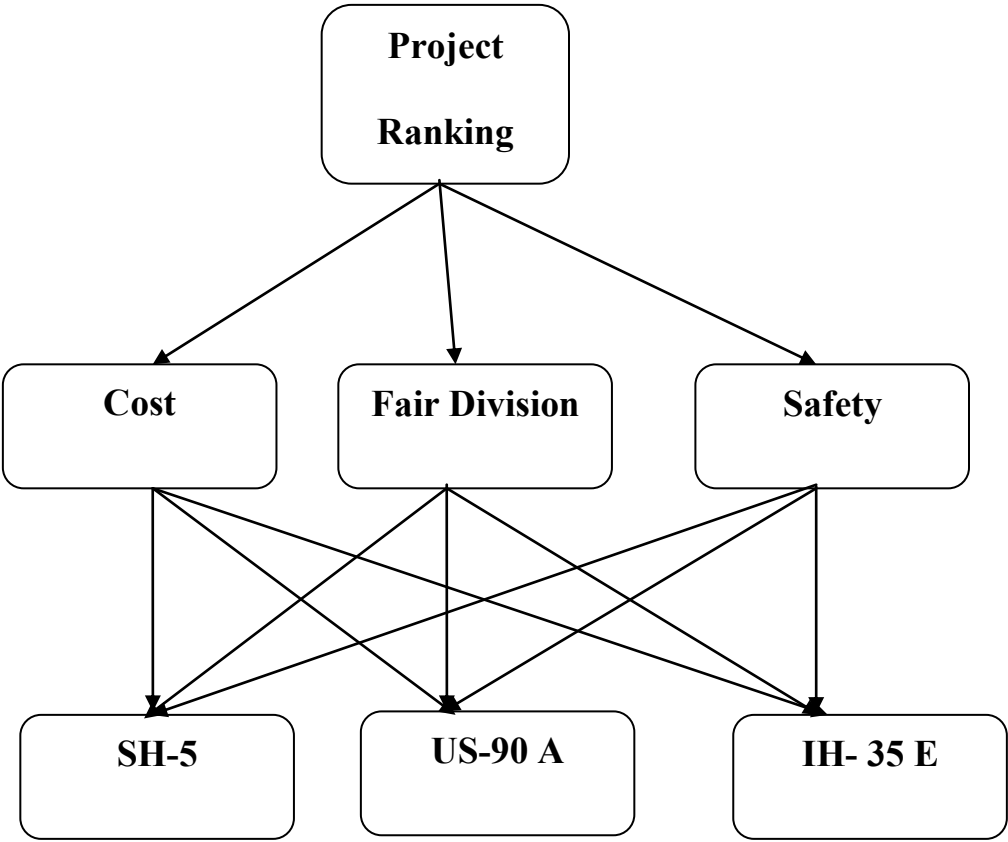 Project
Ranking
Cost
Fair Division
Safety
SH-5
US-90 A
IH- 35 E